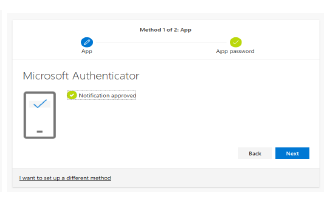 Method 1 of 2: App
App
App password
Microsoft Authenticator
Notification approved
Back
Next
I want to set up a different method